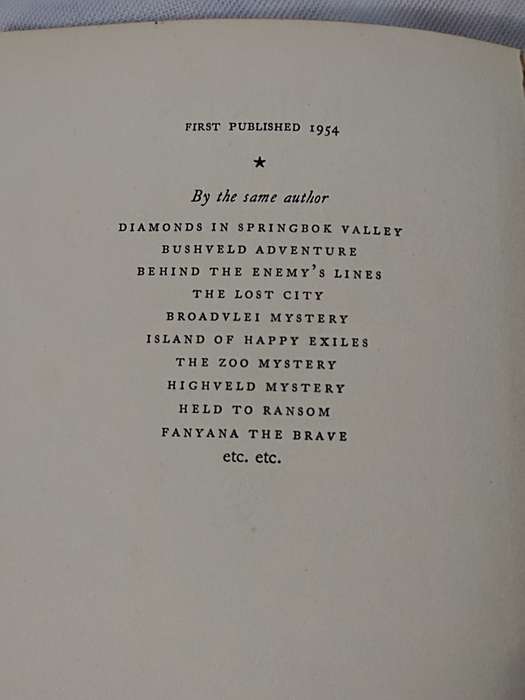 FIRST PUBLISHED 1954
★
By the same author
DIAMONDS IN SPRINGBOK VALLEY
BUSHVELD ADVENTURE
BEHIND THE ENEMY'S LINES
THE LOST CITY
BROADVLEI MYSTERY
ISLAND OF HAPPY EXILES
THE ZOO MYSTERY
HIGHVELD MYSTERY
HELD TO RANSOM
FANYANA THE BRAVE
etc. etc.